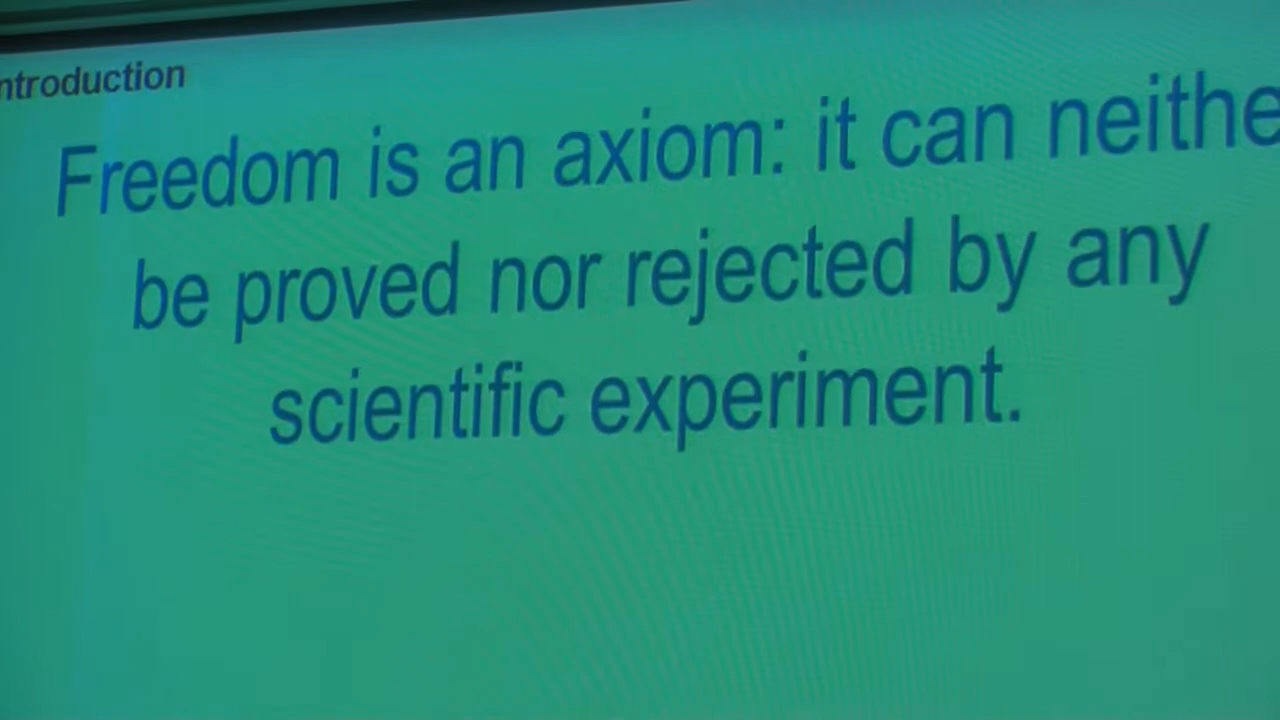 ntroduction
Freedom is an axiom: it can neithe
be proved nor rejected by any
scientific experiment.